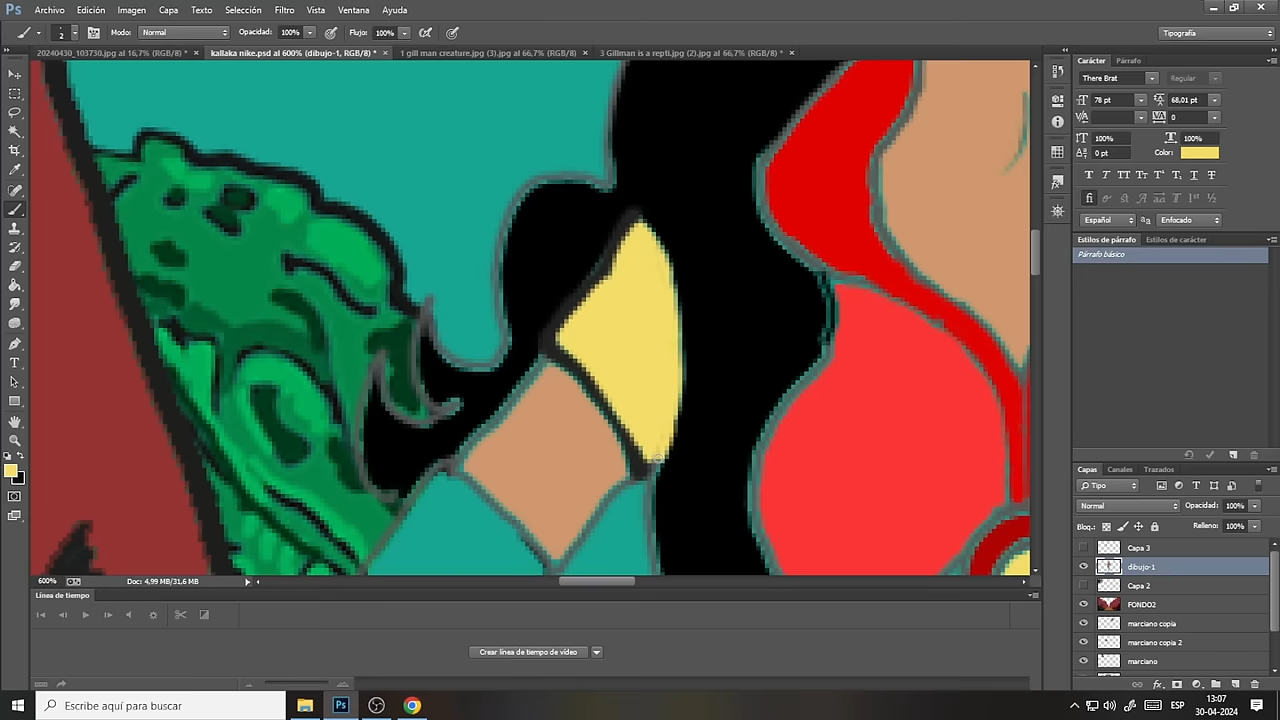 Ps Archivo Edición Imagen Capa Texto Selección Filtro Vista Ventana Ayuda
2 Modo: Normal Opacidad: 100% Flujo: 100% Tipografía
20240430_103730.jpg al 16,7% (RGB/8) * × kallaka nike.psd al 600% (dibujo-1, RGB/8) * × 1 gill man creature.jpg (3).jpg al 66,7% (RGB/8) × 3 Gillman is a repti.jpg (2).jpg al 66,7% (RGB/8) * ×
Carácter Párrafo
There Brat Regular
78 pt 68,01 pt
0
100% 100%
0 pt Color:
Español Enfocado
Estilos de párrafo Estilos de carácter
Párrafo básico
Capas Canales Trazados
Tipo
Normal Opacidad: 100%
Bloq.: Relleno: 100%
Capa 3
dibujo-1
Capa 2
FONDO2
marciano copia
marciano copia 2
marciano
600% Doc: 4,99 MB/31,6 MB
Línea de tiempo
Crear línea de tiempo de vídeo
Escribe aquí para buscar
Ps
ESP
13:07
30-04-2024